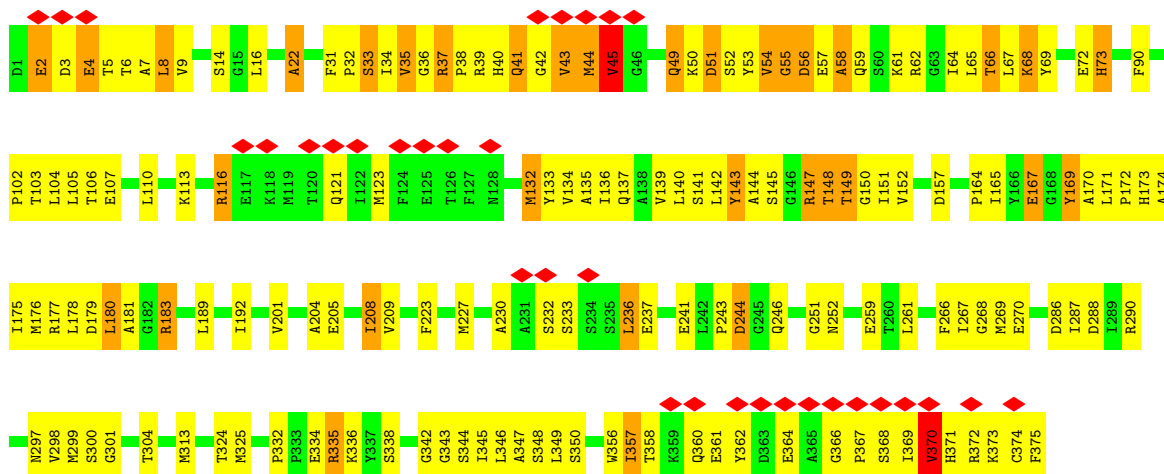 D1 E2 D3 E4 T5 T6 A7 L8 V9 S14 G15 L16 A22 F31 P32 S33 I34 V35 G36 R37 P38 R39 H40 Q41 G42 V43 M44 V45 G46 Q49 K50 D51 S52 Y53 V54 G55 D56 E57 A58 Q59 S60 K61 R62 G63 I64 L65 T66 L67 K68 Y69 E72 H73 F90
P102 T103 L104 L105 T106 E107 L110 K113 R116 E117 K118 M119 T120 Q121 I122 M123 F124 E125 T126 F127 N128 M132 Y133 V134 A135 I136 Q137 A138 V139 L140 S141 L142 Y143 A144 S145 G146 R147 T148 T149 G150 I151 V152 D157 P164 I165 Y166 E167 G168 Y169 A170 L171 P172 H173 A174
I175 M176 R177 L178 D179 L180 A181 G182 R183 L189 I192 V201 A204 E205 I208 V209 F223 M227 A230 A231 S232 S233 S234 S235 L236 E237 E241 L242 P243 D244 G245 Q246 G251 N252 E259 T260 L261 F266 I267 G268 M269 E270 D286 I287 D288 I289 R290
N297 V298 M299 S300 G301 T304 M313 T324 M325 P332 P333 E334 R335 K336 Y337 S338 G342 G343 S344 I345 L346 A347 S348 L349 S350 W356 I357 T358 K359 Q360 E361 Y362 D363 E364 A365 G366 P367 S368 I369 V370 H371 R372 K373 C374 F375